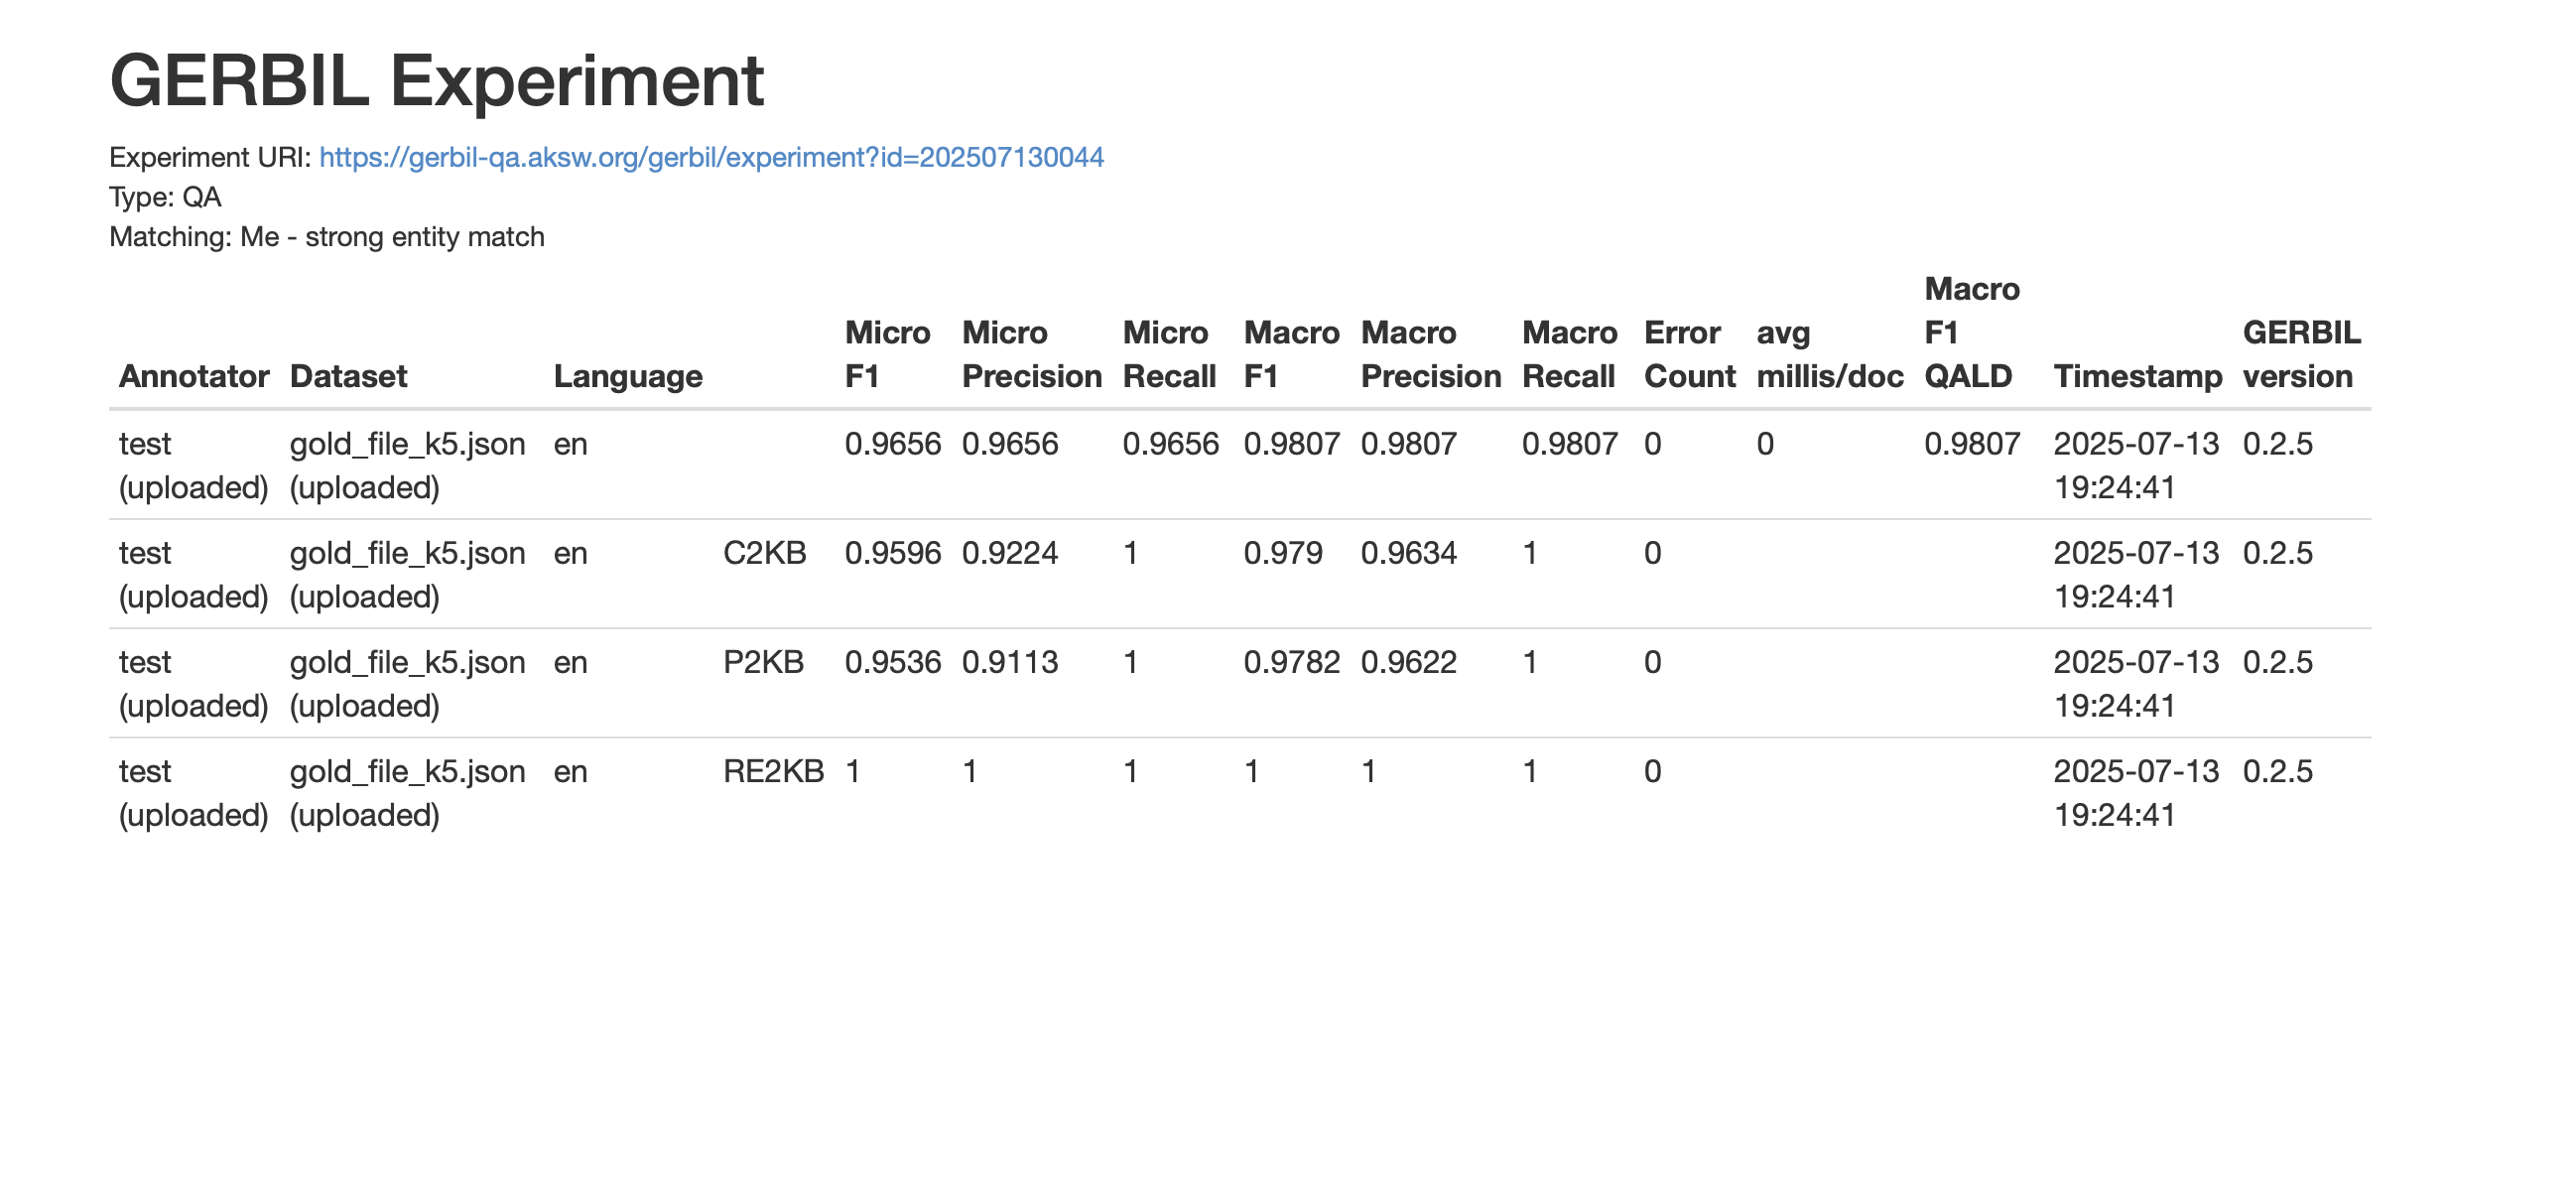 GERBIL Experiment
Experiment URI: https://gerbil-qa.aksw.org/gerbil/experiment?id=202507130044
Type: QA
Matching: Me - strong entity match
Annotator Dataset Language Micro F1 Micro Precision Micro Recall Macro F1 Macro Precision Macro Recall Error Count avg millis/doc Macro F1 QALD Timestamp GERBIL version
test (uploaded) gold_file_k5.json (uploaded) en 0.9656 0.9656 0.9656 0.9807 0.9807 0.9807 0 0 0.9807 2025-07-13 19:24:41 0.2.5
test (uploaded) gold_file_k5.json (uploaded) en C2KB 0.9596 0.9224 1 0.979 0.9634 1 0 2025-07-13 19:24:41 0.2.5
test (uploaded) gold_file_k5.json (uploaded) en P2KB 0.9536 0.9113 1 0.9782 0.9622 1 0 2025-07-13 19:24:41 0.2.5
test (uploaded) gold_file_k5.json (uploaded) en RE2KB 1 1 1 1 1 1 0 2025-07-13 19:24:41 0.2.5